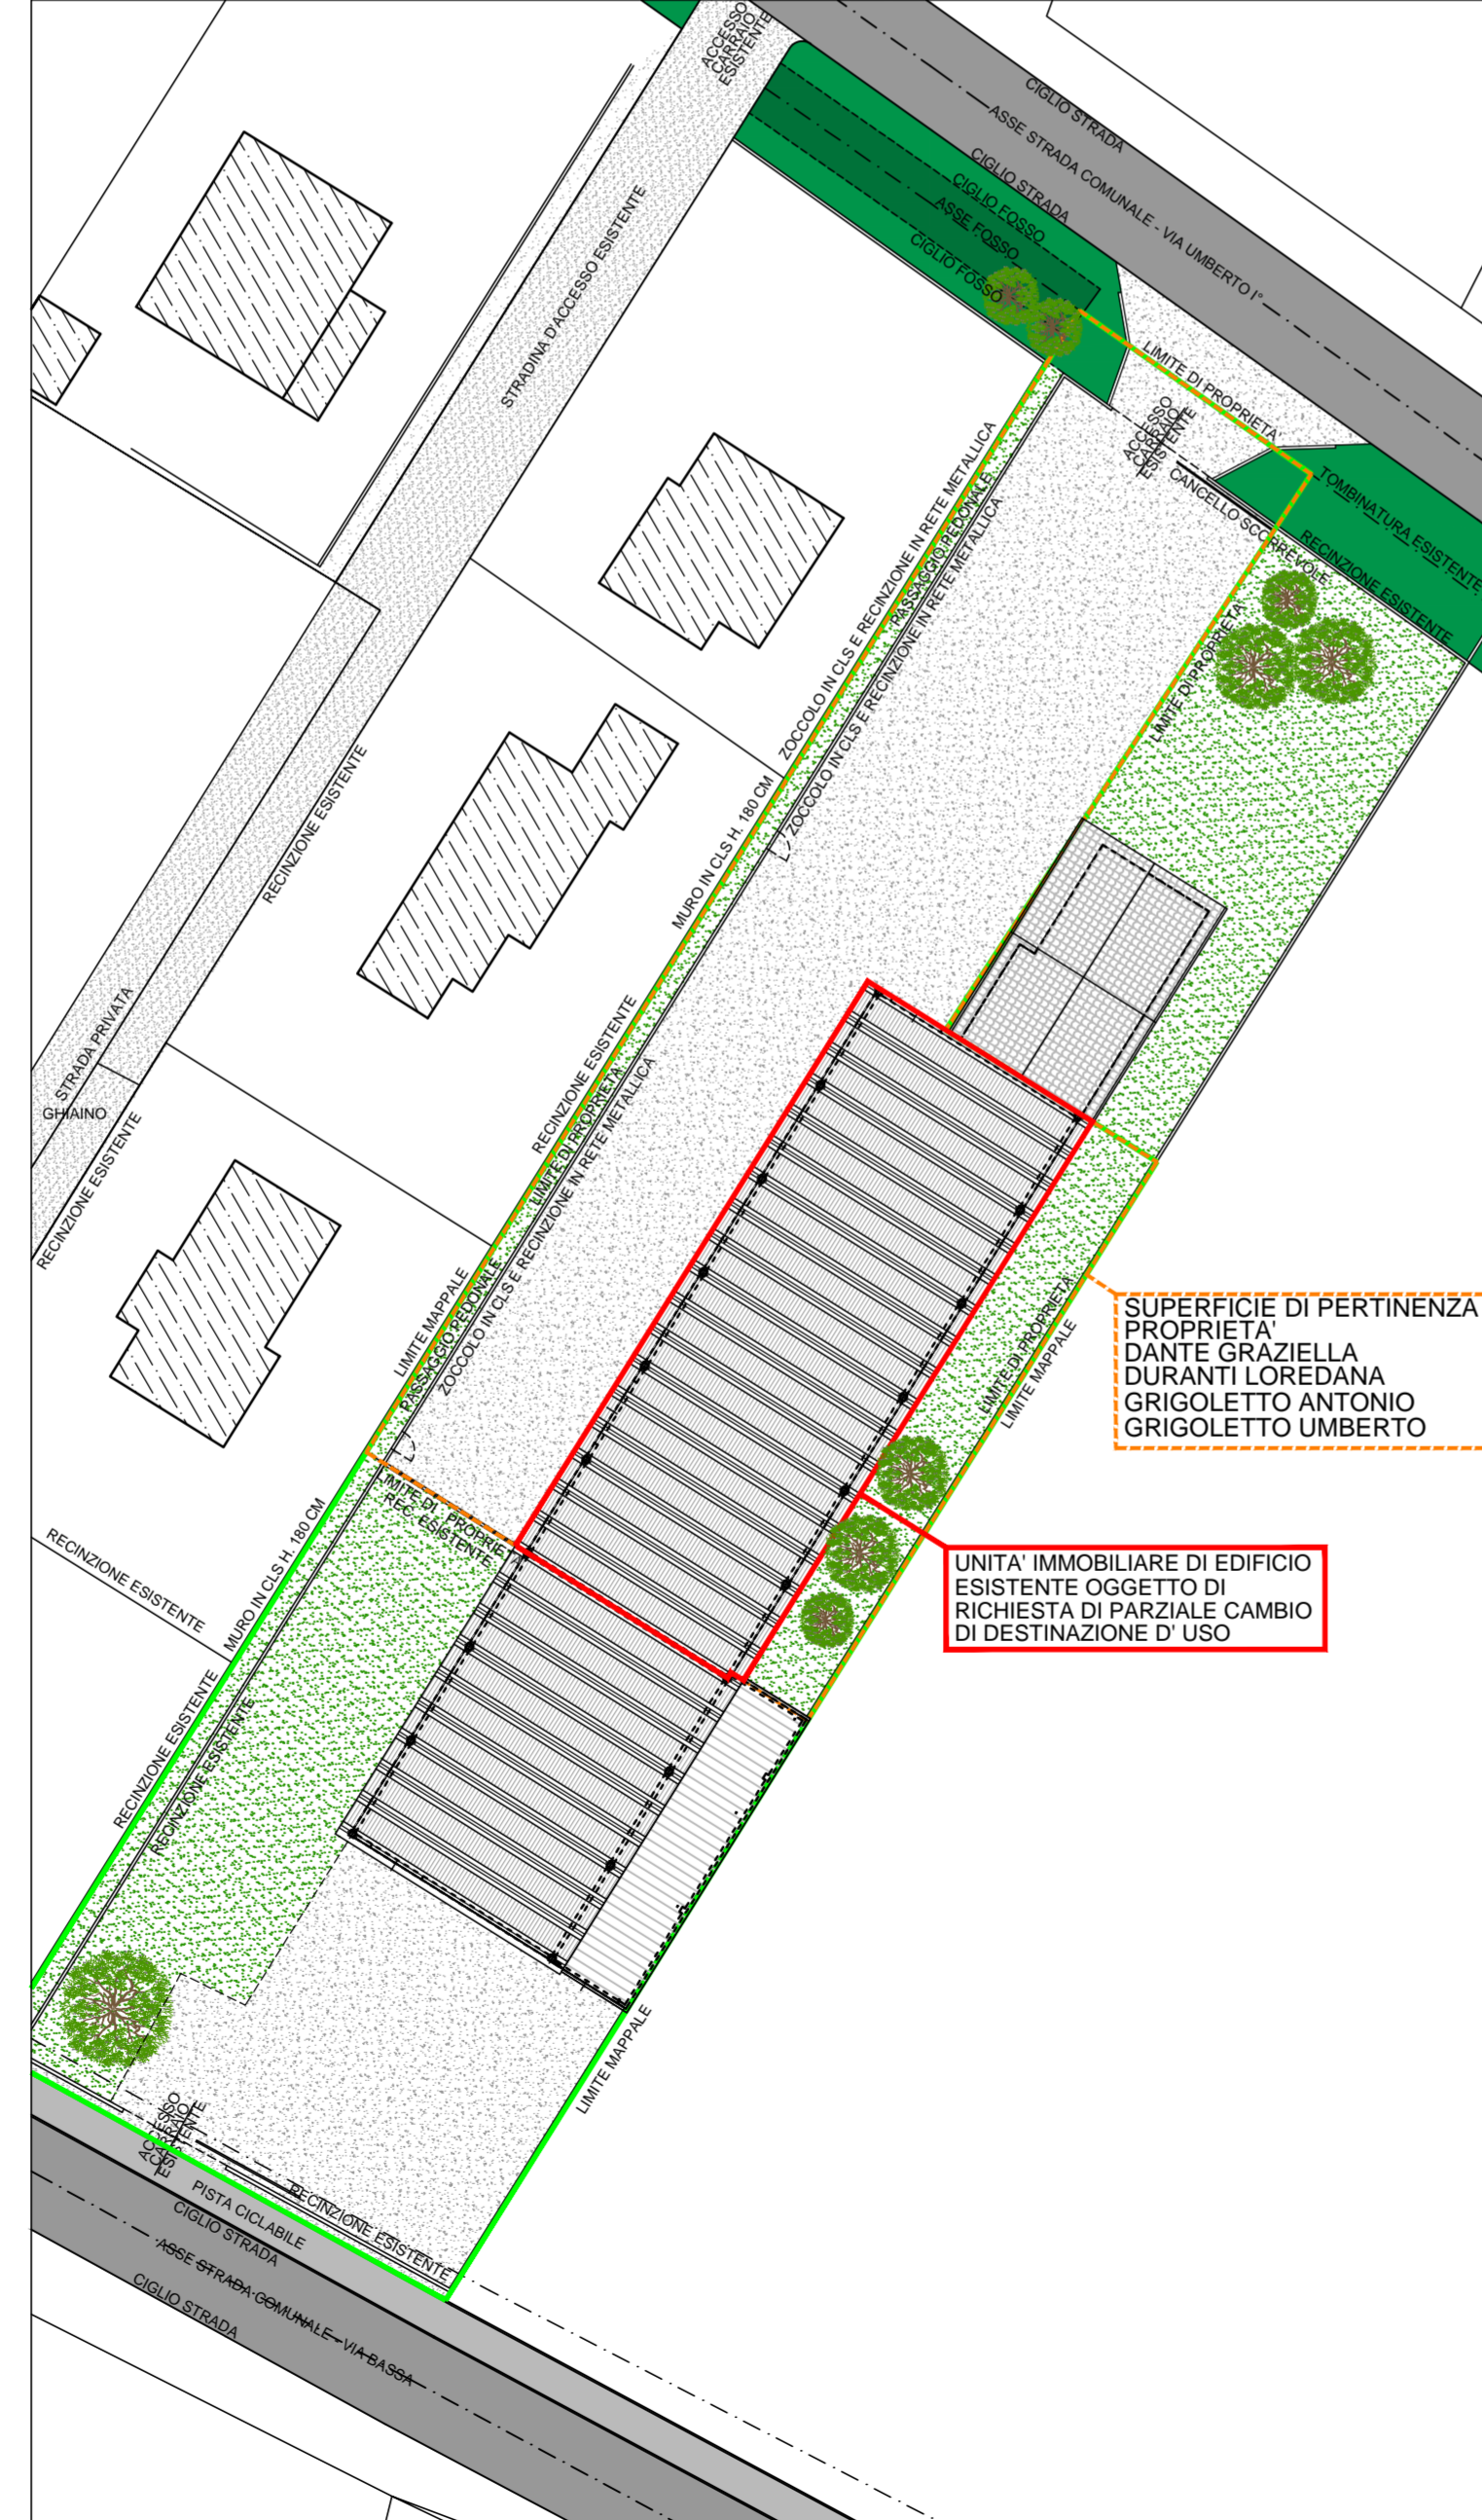 ACCESSO
CARRAIO
ESISTENTE
CIGLIO STRADA
ASSE STRADA COMUNALE - VIA UMBERTO I°
CIGLIO STRADA
CIGLIO FOSSO
ASSE FOSSO
CIGLIO FOSSO
STRADINA D'ACCESSO ESISTENTE
LIMITE DI PROPRIETA'
ACCESSO
CARRAIO
ESISTENTE
CANCELLO SCORREVOLE
TOMBINATURA ESISTENTE
RECINZIONE ESISTENTE
LIMITE DI PROPRIETA'
ZOCCOLO IN CLS E RECINZIONE IN RETE METALLICA
PASSAGGIO PEDONALE
ZOCCOLO IN CLS E RECINZIONE IN RETE METALLICA
MURO IN CLS H. 180 CM
RECINZIONE ESISTENTE
STRADA PRIVATA
GHIAINO
RECINZIONE ESISTENTE
RECINZIONE ESISTENTE
LIMITE DI PROPRIETA'
ZOCCOLO IN CLS E RECINZIONE IN RETE METALLICA
LIMITE MAPPALE
PASSAGGIO PEDONALE
LIMITE DI PROPRIETA'
LIMITE MAPPALE
SUPERFICIE DI PERTINENZA
PROPRIETA'
DANTE GRAZIELLA
DURANTI LOREDANA
GRIGOLETTO ANTONIO
GRIGOLETTO UMBERTO
LIMITE DI PROPRIE
REC. ESISTENTE
UNITA' IMMOBILIARE DI EDIFICIO
ESISTENTE OGGETTO DI
RICHIESTA DI PARZIALE CAMBIO
DI DESTINAZIONE D' USO
RECINZIONE ESISTENTE
MURO IN CLS H. 180 CM
RECINZIONE ESISTENTE
RECINZIONE ESISTENTE
LIMITE MAPPALE
ACCESSO
CARRAIO
ESISTENTE
RECINZIONE ESISTENTE
PISTA CICLABILE
CIGLIO STRADA
ASSE STRADA COMUNALE - VIA BASSA
CIGLIO STRADA